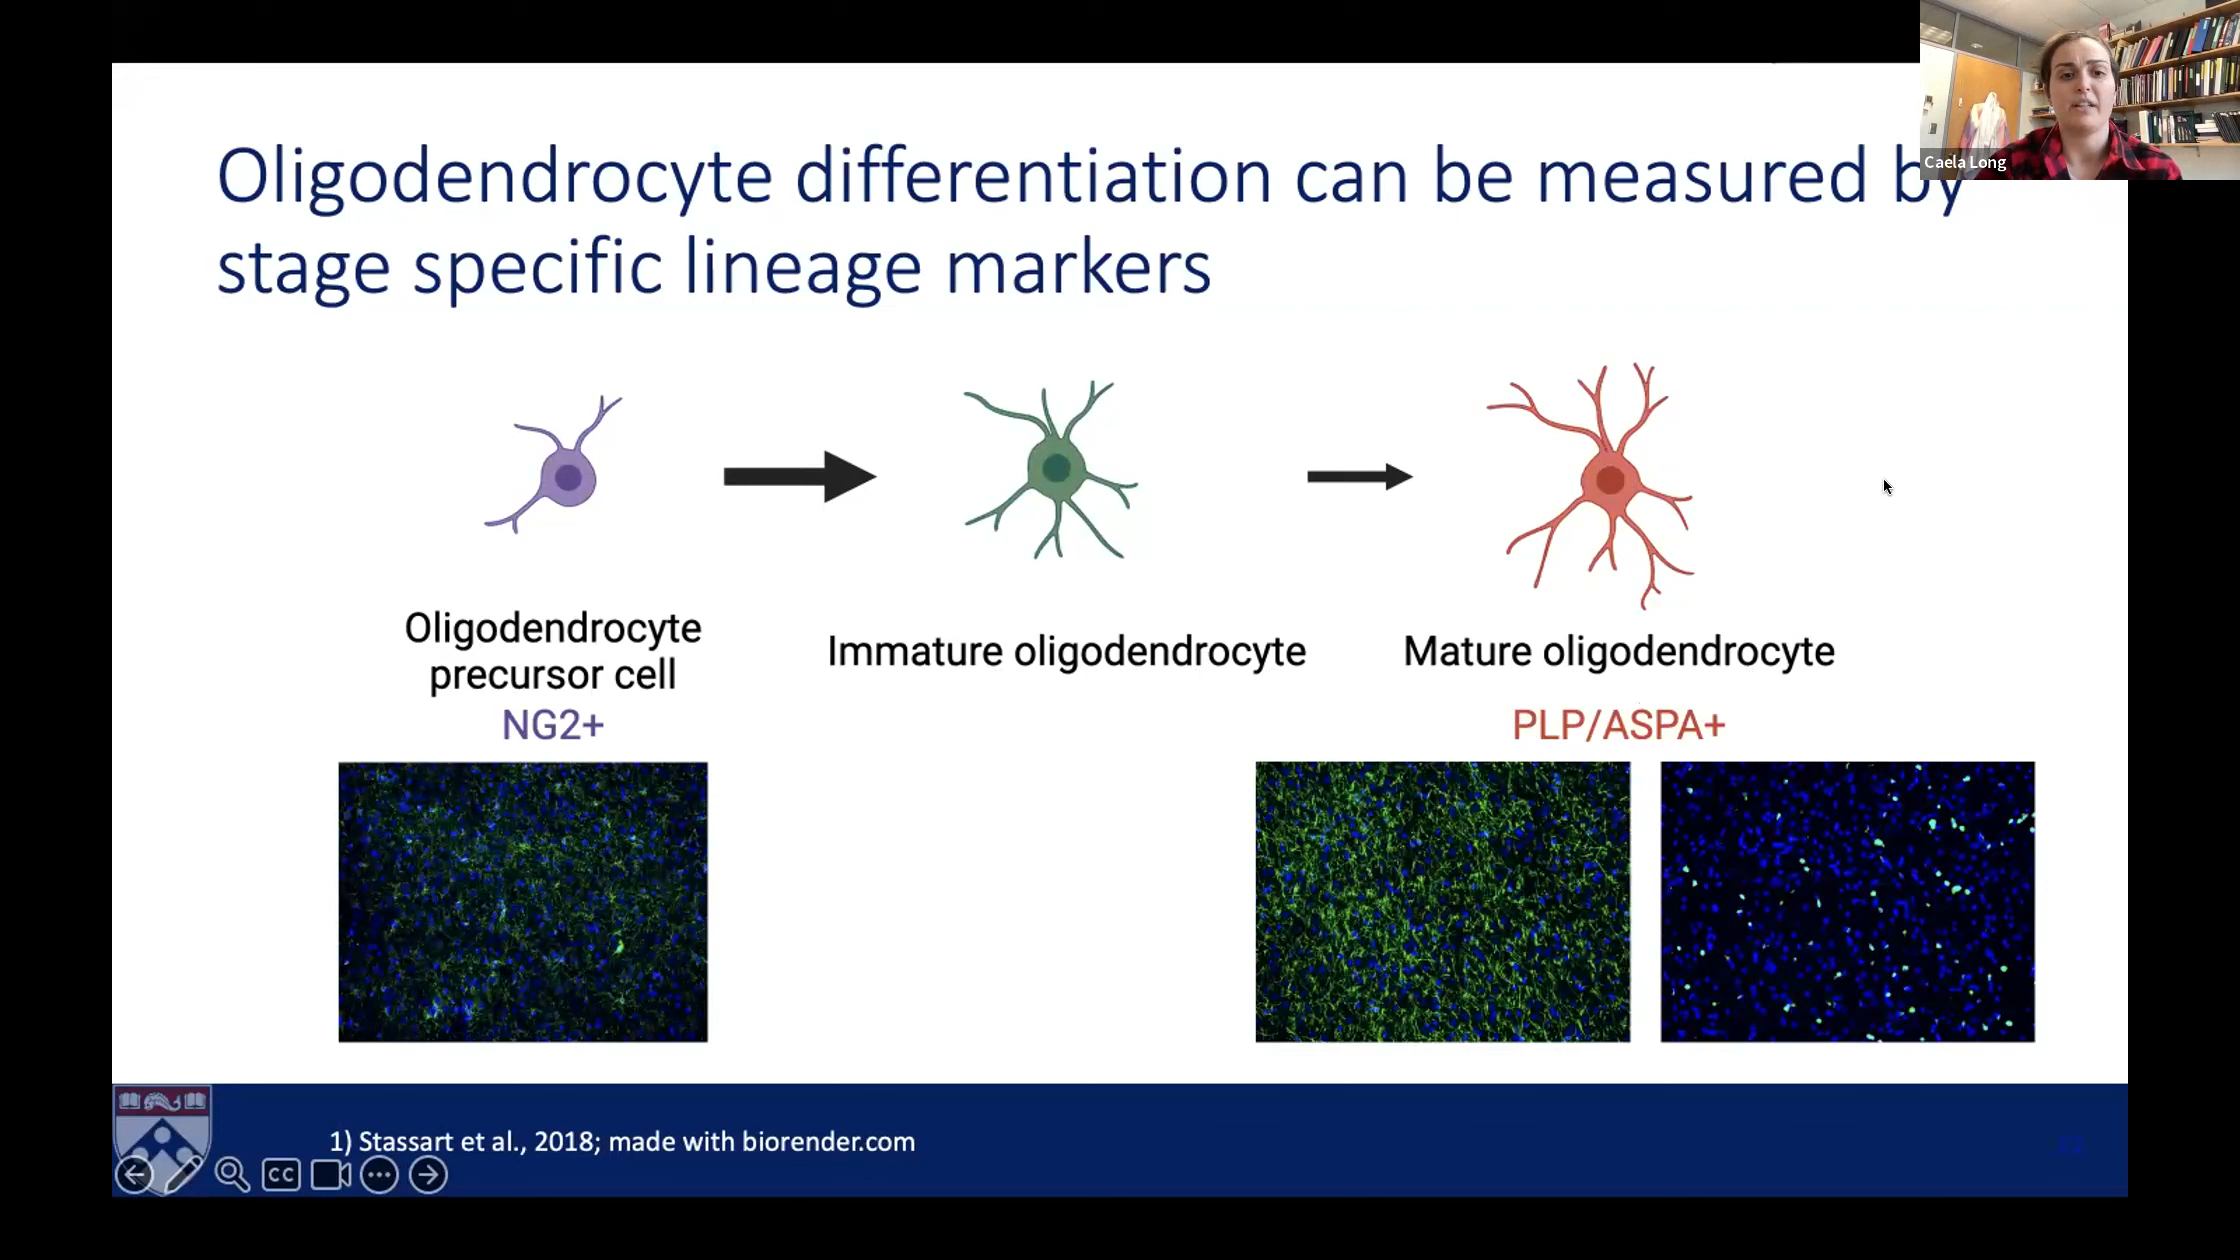 Caela Long
Oligodendrocyte differentiation can be measured by
stage specific lineage markers
Oligodendrocyte
precursor cell
NG2+
Immature oligodendrocyte
Mature oligodendrocyte
PLP/ASPA+
1) Stassart et al., 2018; made with biorender.com
CC